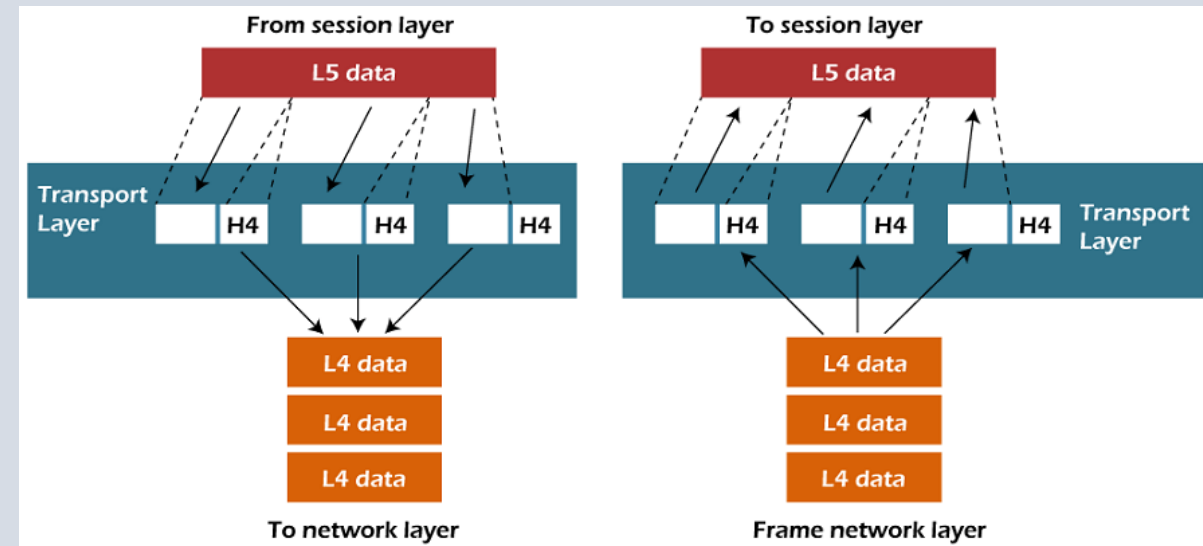 From session layer
L5 data
Transport
Layer
H4
H4
H4
L4 data
L4 data
L4 data
To network layer
To session layer
L5 data
H4
H4
H4
Transport
Layer
L4 data
L4 data
L4 data
Frame network layer